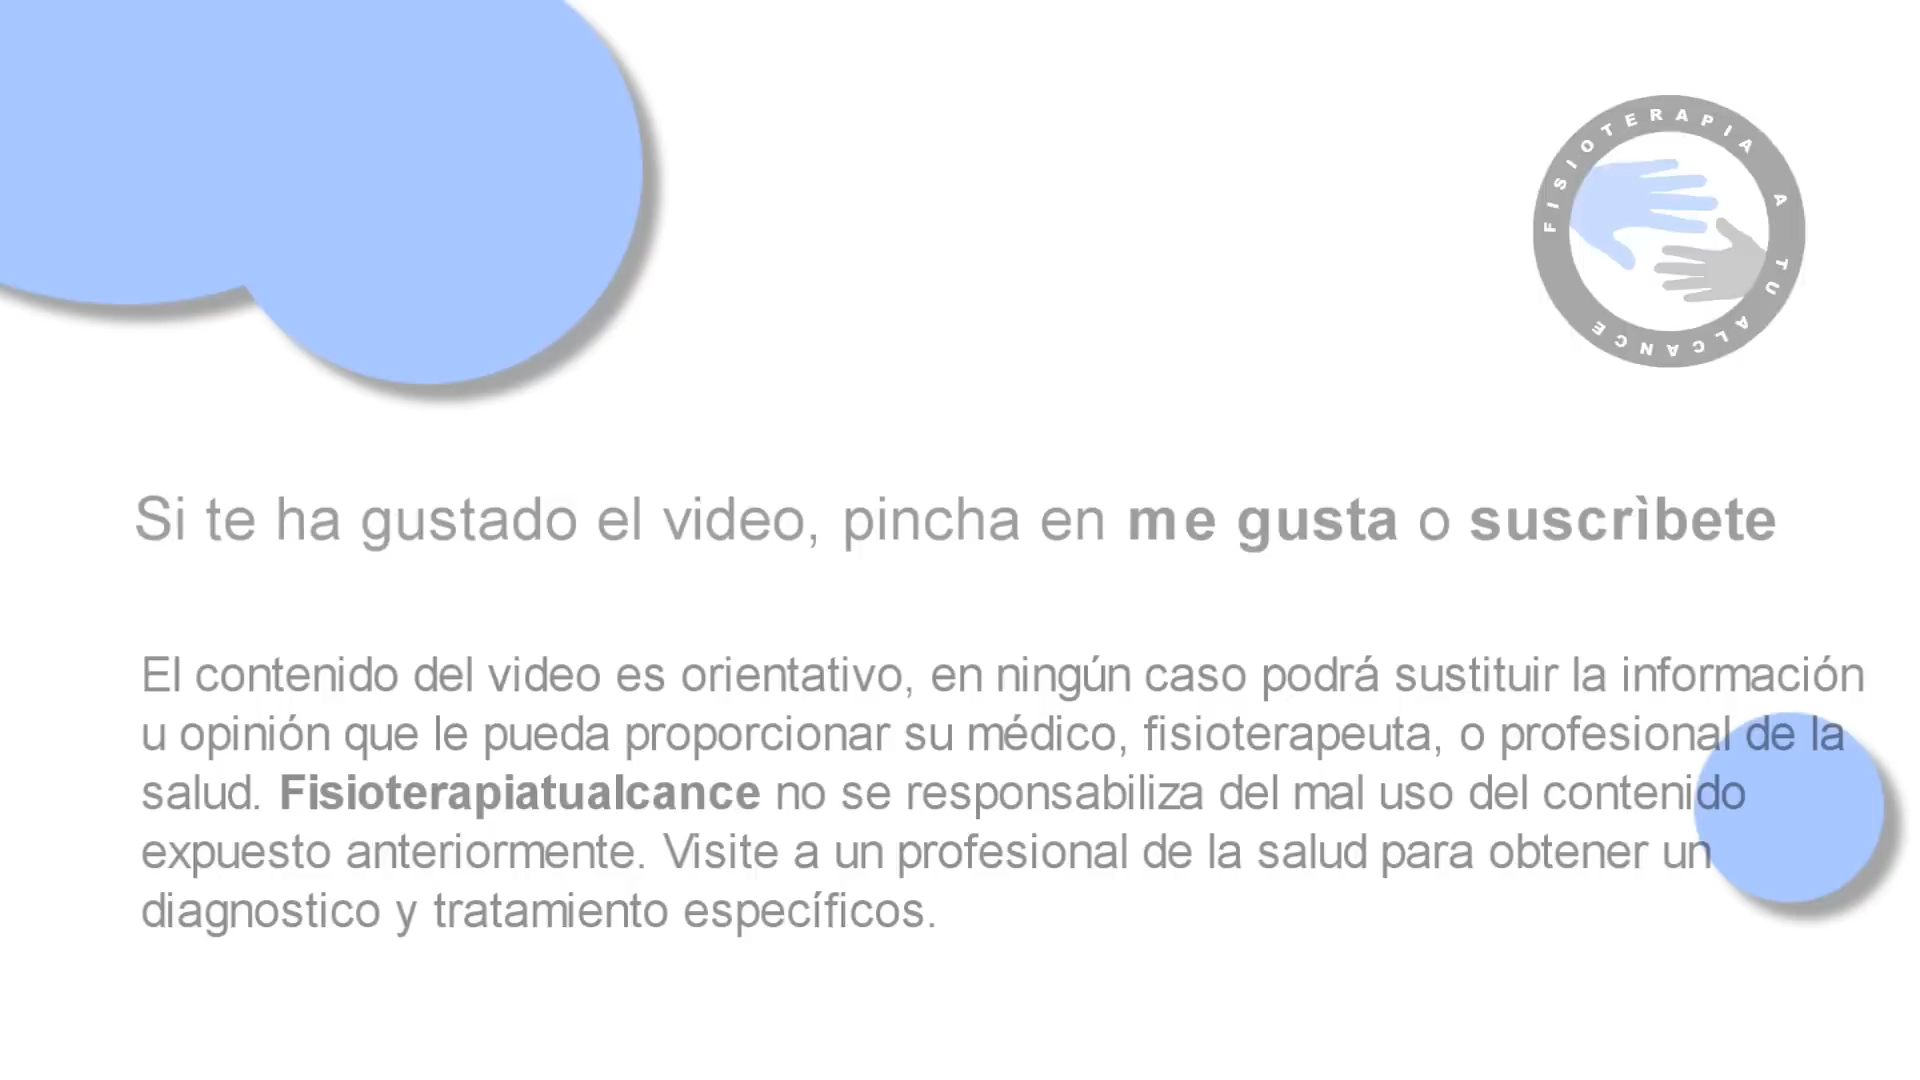 FISIOTERAPIA A TU ALCANCE
Si te ha gustado el video, pincha en me gusta o suscrìbete
El contenido del video es orientativo, en ningún caso podrá sustituir la información
u opinión que le pueda proporcionar su médico, fisioterapeuta, o profesional de la
salud. Fisioterapiatualcance no se responsabiliza del mal uso del contenido
expuesto anteriormente. Visite a un profesional de la salud para obtener un
diagnostico y tratamiento específicos.